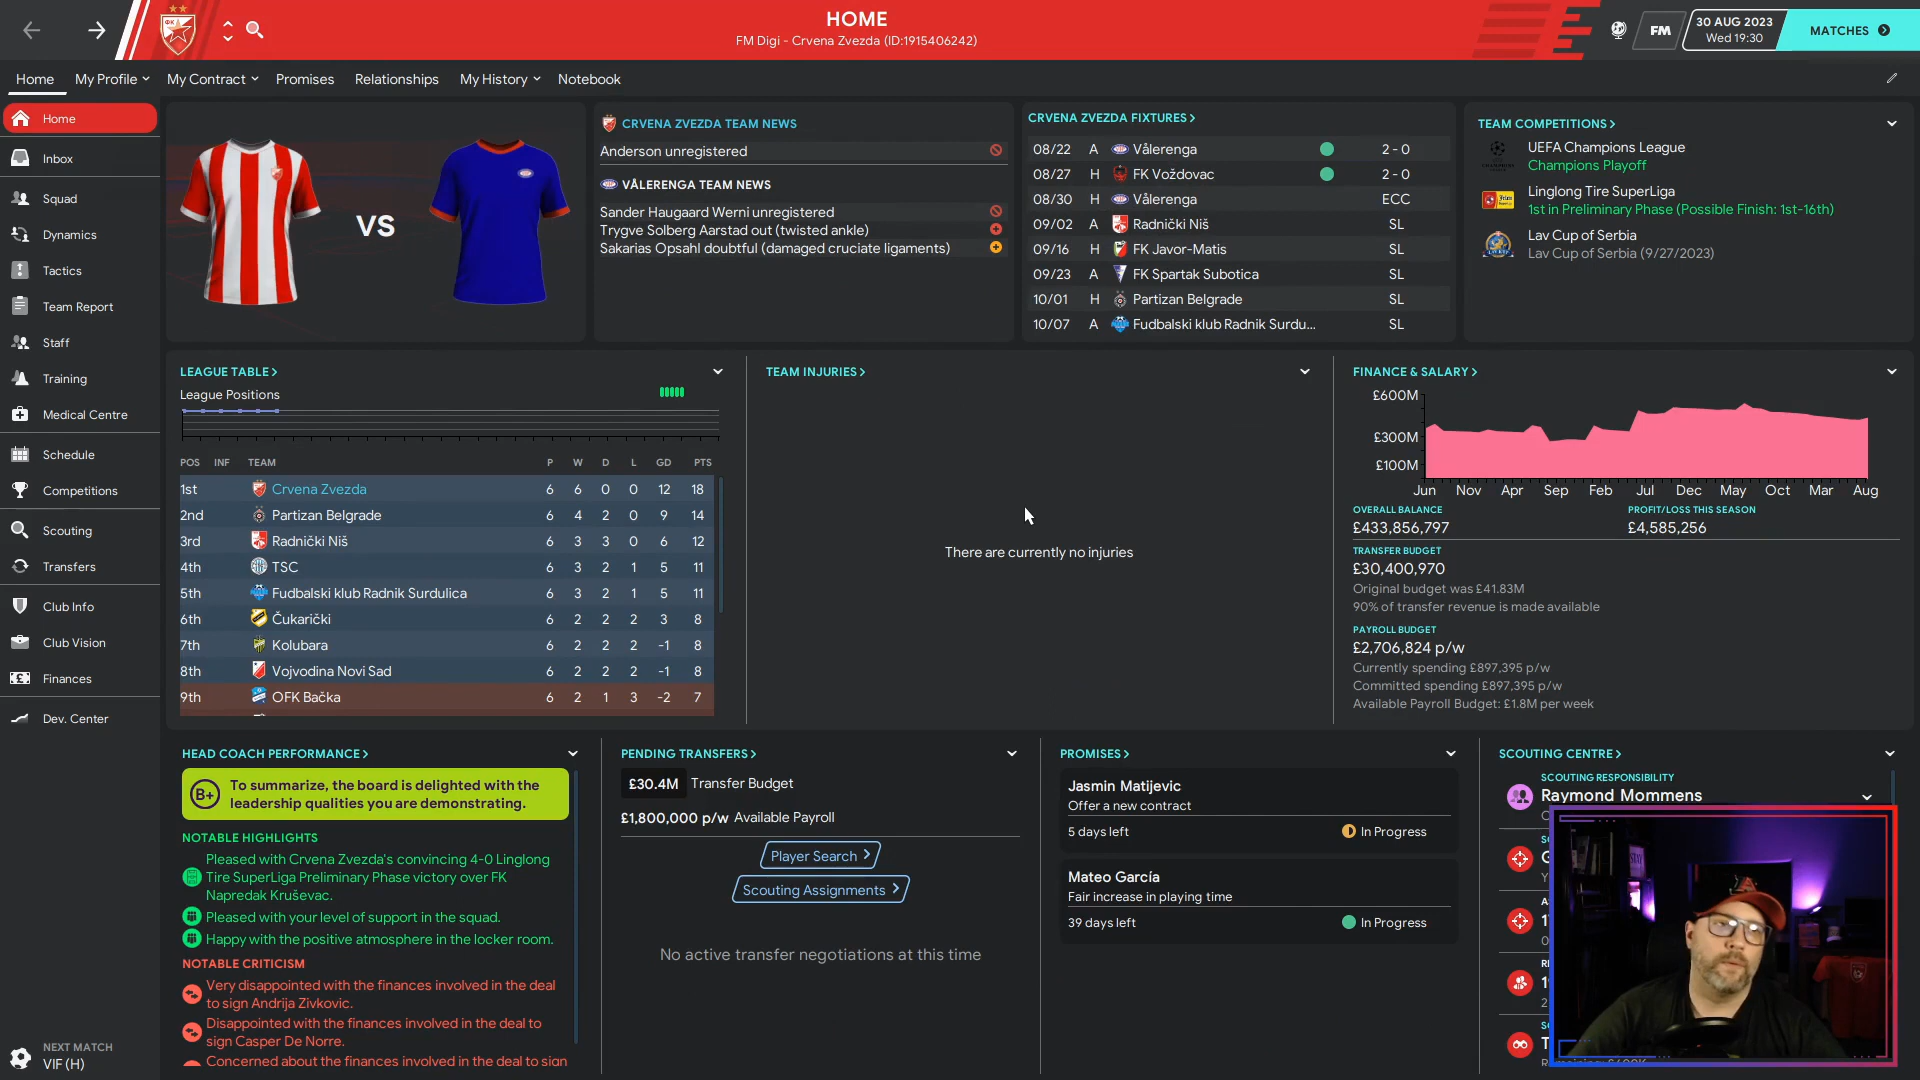 HOME
FM Digi - Crvena Zvezda (ID:1915406242)
FM
30 AUG 2023
Wed 19:30
MATCHES
Home
My Profile
My Contract
Promises
Relationships
My History
Notebook
Home
Inbox
Squad
Dynamics
Tactics
Team Report
Staff
Training
Medical Centre
Schedule
Competitions
Scouting
Transfers
Club Info
Club Vision
Finances
Dev. Center
NEXT MATCH
VIF (H)
VS
CRVENA ZVEZDA TEAM NEWS
Anderson unregistered
VÅLERENGA TEAM NEWS
Sander Haugaard Werni unregistered
Trygve Solberg Aarstad out (twisted ankle)
Sakarias Opsahl doubtful (damaged cruciate ligaments)
CRVENA ZVEZDA FIXTURES >
08/22 A Vålerenga 2 - 0
08/27 H FK Voždovac 2 - 0
08/30 H Vålerenga ECC
09/02 A Radnički Niš SL
09/16 H FK Javor-Matis SL
09/23 A FK Spartak Subotica SL
10/01 H Partizan Belgrade SL
10/07 A Fudbalski klub Radnik Surdu... SL
TEAM COMPETITIONS >
UEFA Champions League
Champions Playoff
Linglong Tire SuperLiga
1st in Preliminary Phase (Possible Finish: 1st-16th)
Lav Cup of Serbia
Lav Cup of Serbia (9/27/2023)
LEAGUE TABLE >
League Positions
POS INF TEAM P W D L GD PTS
1st Crvena Zvezda 6 6 0 0 12 18
2nd Partizan Belgrade 6 4 2 0 9 14
3rd Radnički Niš 6 3 3 0 6 12
4th TSC 6 3 2 1 5 11
5th Fudbalski klub Radnik Surdulica 6 3 2 1 5 11
6th Čukarički 6 2 2 2 3 8
7th Kolubara 6 2 2 2 -1 8
8th Vojvodina Novi Sad 6 2 2 2 -1 8
9th OFK Bačka 6 2 1 3 -2 7
TEAM INJURIES >
There are currently no injuries
FINANCE & SALARY >
£600M
£300M
£100M
Jun Nov Apr Sep Feb Jul Dec May Oct Mar Aug
OVERALL BALANCE
£433,856,797
PROFIT/LOSS THIS SEASON
£4,585,256
TRANSFER BUDGET
£30,400,970
Original budget was £41.83M
90% of transfer revenue is made available
PAYROLL BUDGET
£2,706,824 p/w
Currently spending £897,395 p/w
Committed spending £897,395 p/w
Available Payroll Budget: £1.8M per week
HEAD COACH PERFORMANCE >
B+
To summarize, the board is delighted with the
leadership qualities you are demonstrating.
NOTABLE HIGHLIGHTS
Pleased with Crvena Zvezda's convincing 4-0 Linglong
Tire SuperLiga Preliminary Phase victory over FK
Napredak Kruševac.
Pleased with your level of support in the squad.
Happy with the positive atmosphere in the locker room.
NOTABLE CRITICISM
Very disappointed with the finances involved in the deal
to sign Andrija Zivkovic.
Disappointed with the finances involved in the deal to
sign Casper De Norre.
Concerned about the finances involved in the deal to sign
PENDING TRANSFERS >
£30.4M Transfer Budget
£1,800,000 p/w Available Payroll
Player Search >
Scouting Assignments >
No active transfer negotiations at this time
PROMISES >
Jasmin Matijevic
Offer a new contract
5 days left
In Progress
Mateo García
Fair increase in playing time
39 days left
In Progress
SCOUTING CENTRE >
SCOUTING RESPONSIBILITY
Raymond Mommens